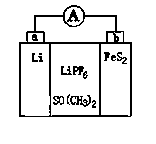 A
a b
Li LiPF₆ FeS₂
SO(CH₃)₂